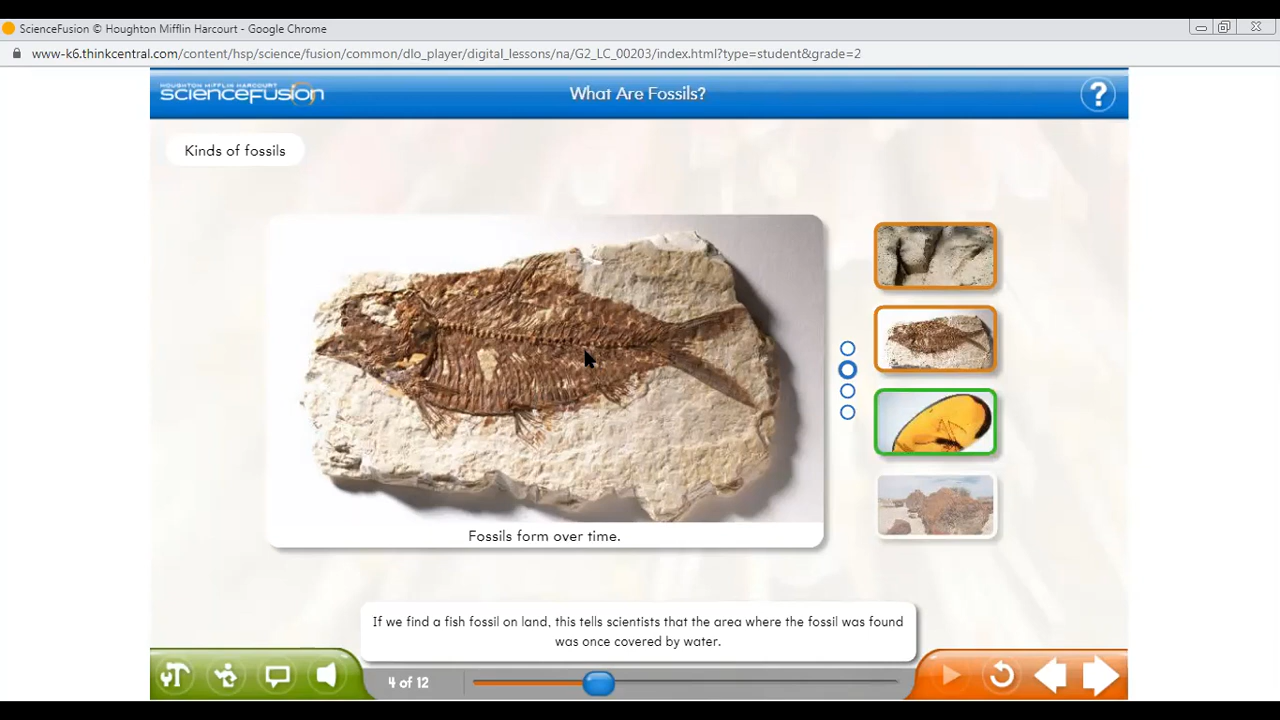 ScienceFusion © Houghton Mifflin Harcourt - Google Chrome
www-k6.thinkcentral.com/content/hsp/science/fusion/common/dlo_player/digital_lessons/na/G2_LC_00203/index.html?type=student&grade=2
HOUGHTON MIFFLIN HARCOURT
SCIENCEFUSION
What Are Fossils?
?
Kinds of fossils
Fossils form over time.
If we find a fish fossil on land, this tells scientists that the area where the fossil was found
was once covered by water.
4 of 12